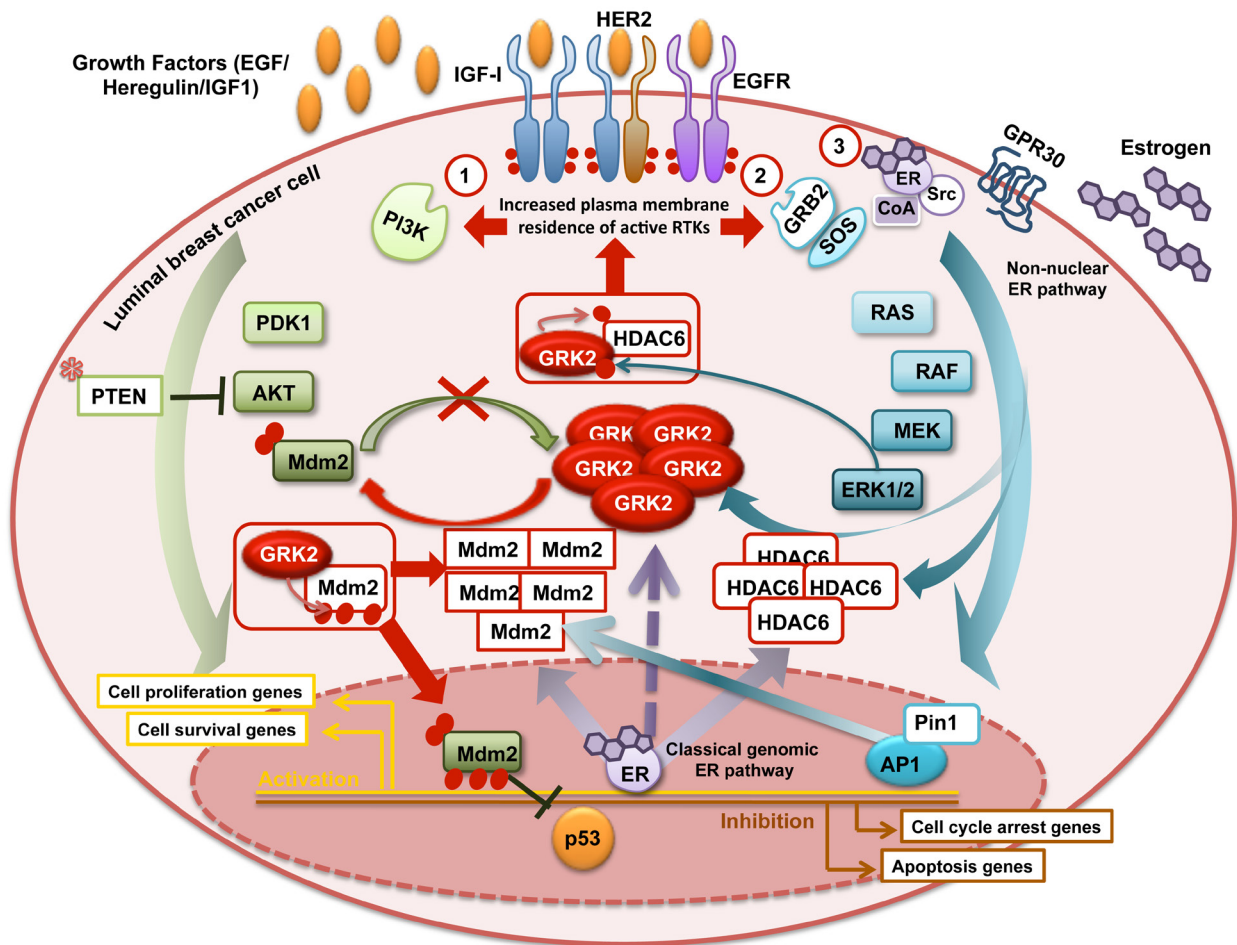 HER2
Growth Factors (EGF/
Heregulin/IGF1)
IGF-I
EGFR
GPR30
Estrogen
Luminal breast cancer cell
1
2
3
PI3K
Increased plasma membrane
residence of active RTKs
GRB2
SOS
ER
CoA
Src
Non-nuclear
ER pathway
PDK1
RAS
HDAC6
GRK2
RAF
PTEN
AKT
MEK
Mdm2
GRK2
GRK2
GRK2
GRK2
GRK2
ERK1/2
GRK2
Mdm2
Mdm2
Mdm2
Mdm2
Mdm2
Mdm2
HDAC6
HDAC6
HDAC6
HDAC6
Cell proliferation genes
Cell survival genes
Pin1
AP1
Mdm2
ER
Classical genomic
ER pathway
Activation
Inhibition
p53
Cell cycle arrest genes
Apoptosis genes